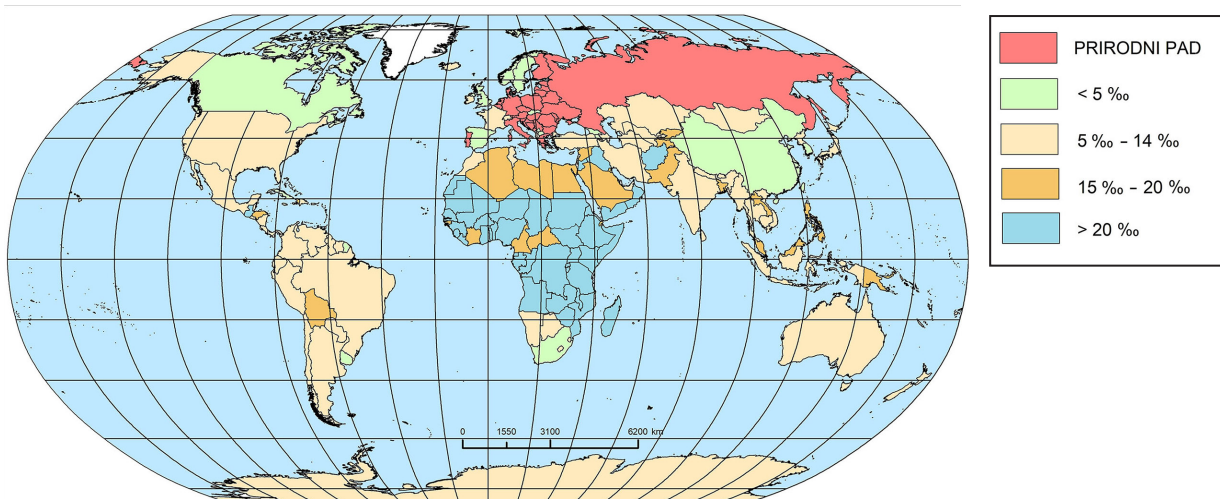 PRIRODNI PAD
< 5 ‰
5 ‰ – 14 ‰
15 ‰ – 20 ‰
> 20 ‰
0 1550 3100 6200 km